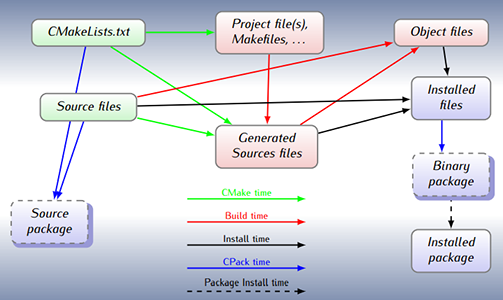 CMakeLists.txt
Project file(s),
Makefiles, ...
Object files
Source files
Installed
files
Generated
Sources files
Binary
package
Source
package
Installed
package
CMake time
Build time
Install time
CPack time
Package Install time